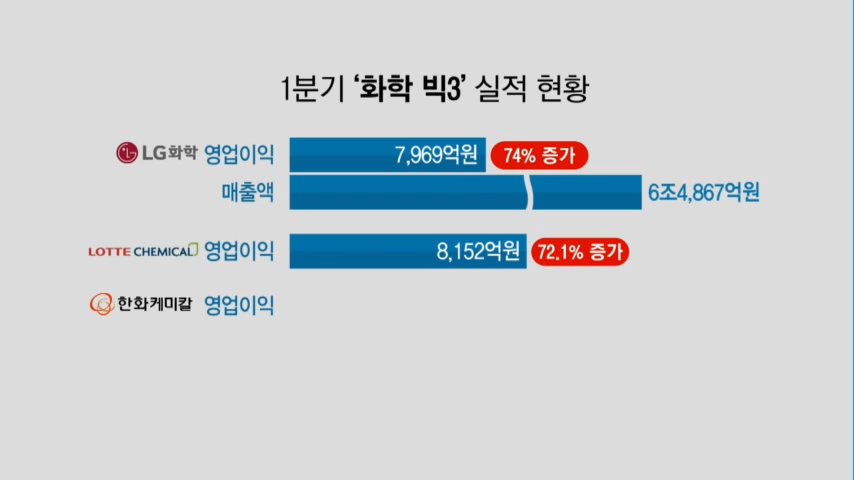 1분기 ‘화학 빅3’ 실적 현황
LG화학 영업이익 7,969억원 74% 증가
매출액 6조4,867억원
LOTTE CHEMICAL 영업이익 8,152억원 72.1% 증가
한화케미칼 영업이익